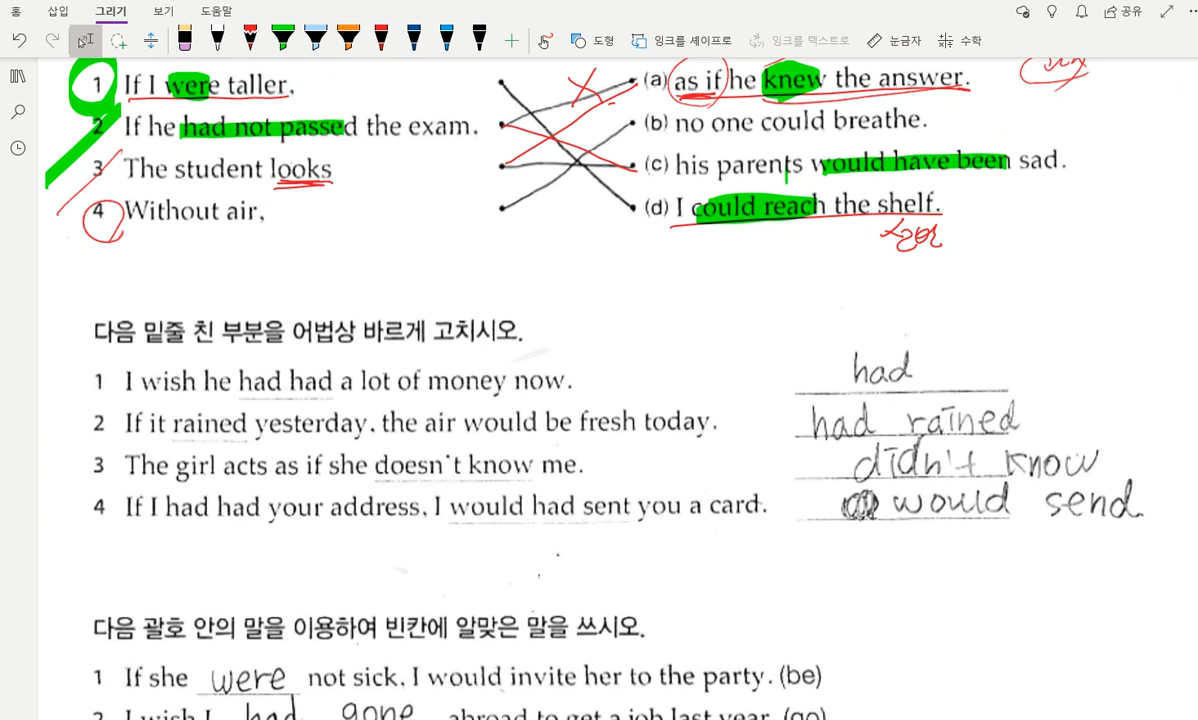 홈 삽입 그리기 보기 도움말 공유
도형 잉크를 셰이프로 잉크를 텍스트로 눈금자 수학
1 If I were taller, (a) as if he knew the answer.
2 If he had not passed the exam. (b) no one could breathe.
3 The student looks (c) his parents would have been sad.
4 Without air, (d) I could reach the shelf.
다음 밑줄 친 부분을 어법상 바르게 고치시오.
1 I wish he had had a lot of money now. had
2 If it rained yesterday, the air would be fresh today. had rained
3 The girl acts as if she doesn't know me. didn't know
4 If I had had your address, I would had sent you a card. would send
다음 괄호 안의 말을 이용하여 빈칸에 알맞은 말을 쓰시오.
1 If she were not sick, I would invite her to the party. (be)
2 I wish I had gone abroad to get a job last year. (go)